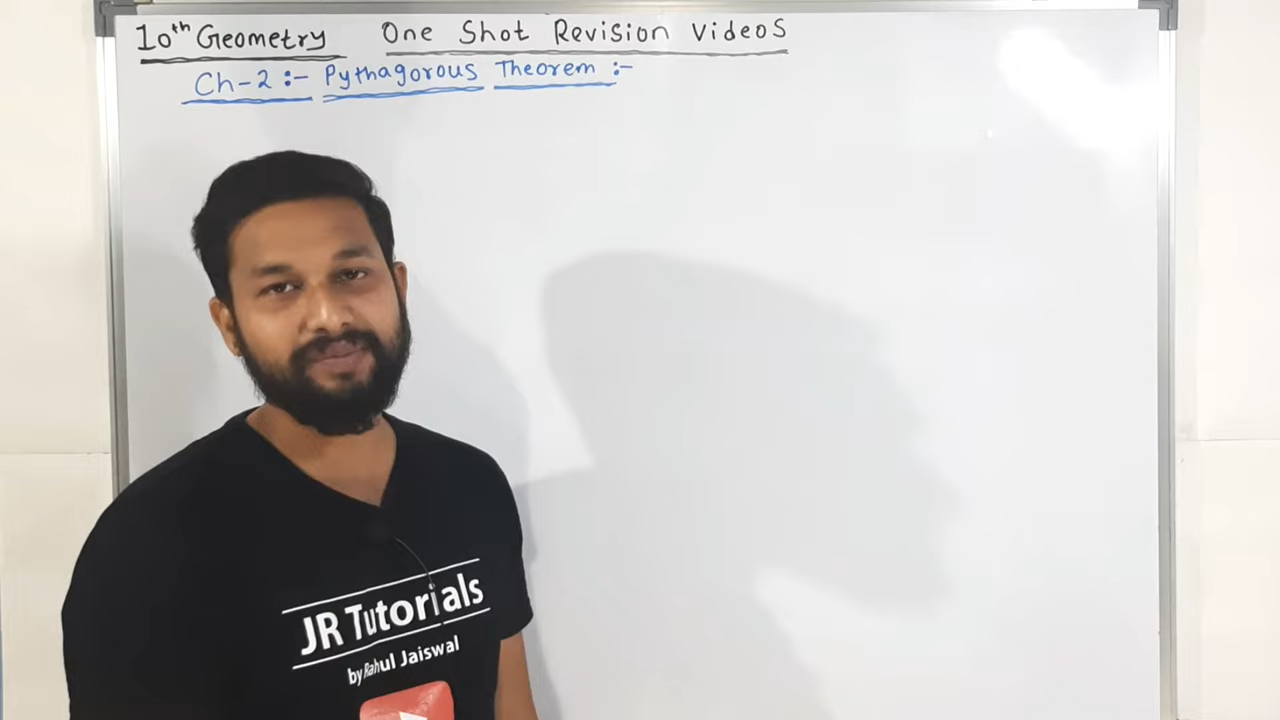 10th Geometry One Shot Revision Videos
Ch-2 :- Pythagorous Theorem :-
JR Tutorials
by Rahul Jaiswal